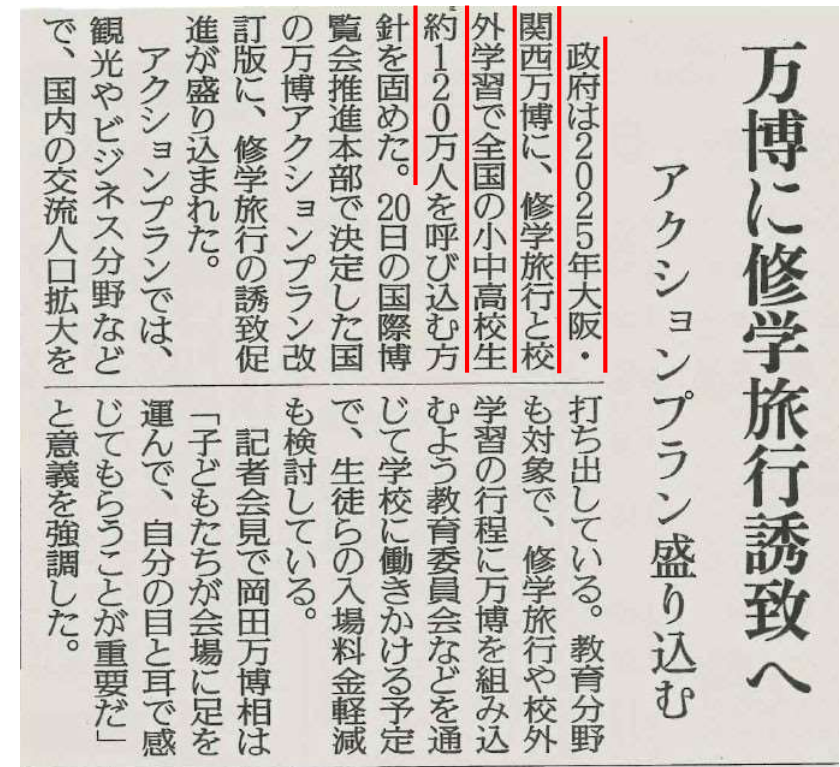 万博に修学旅行誘致へ
アクションプラン盛り込む
政府は2025年大阪・
関西万博に、修学旅行と校
外学習で全国の小中高校生
約120万人を呼び込む方
針を固めた。20日の国際博
覧会推進本部で決定した国
の万博アクションプラン改
訂版に、修学旅行の誘致促
進が盛り込まれた。
アクションプランでは、
観光やビジネス分野など
で、国内の交流人口拡大を
打ち出している。教育分野
も対象で、修学旅行や校外
学習の行程に万博を組み込
むよう教育委員会などを通
じて学校に働きかける予定
で、生徒らの入場料金軽減
も検討している。
記者会見で岡田万博相は
「子どもたちが会場に足を
運んで、自分の目と耳で感
じてもらうことが重要だ」
と意義を強調した。